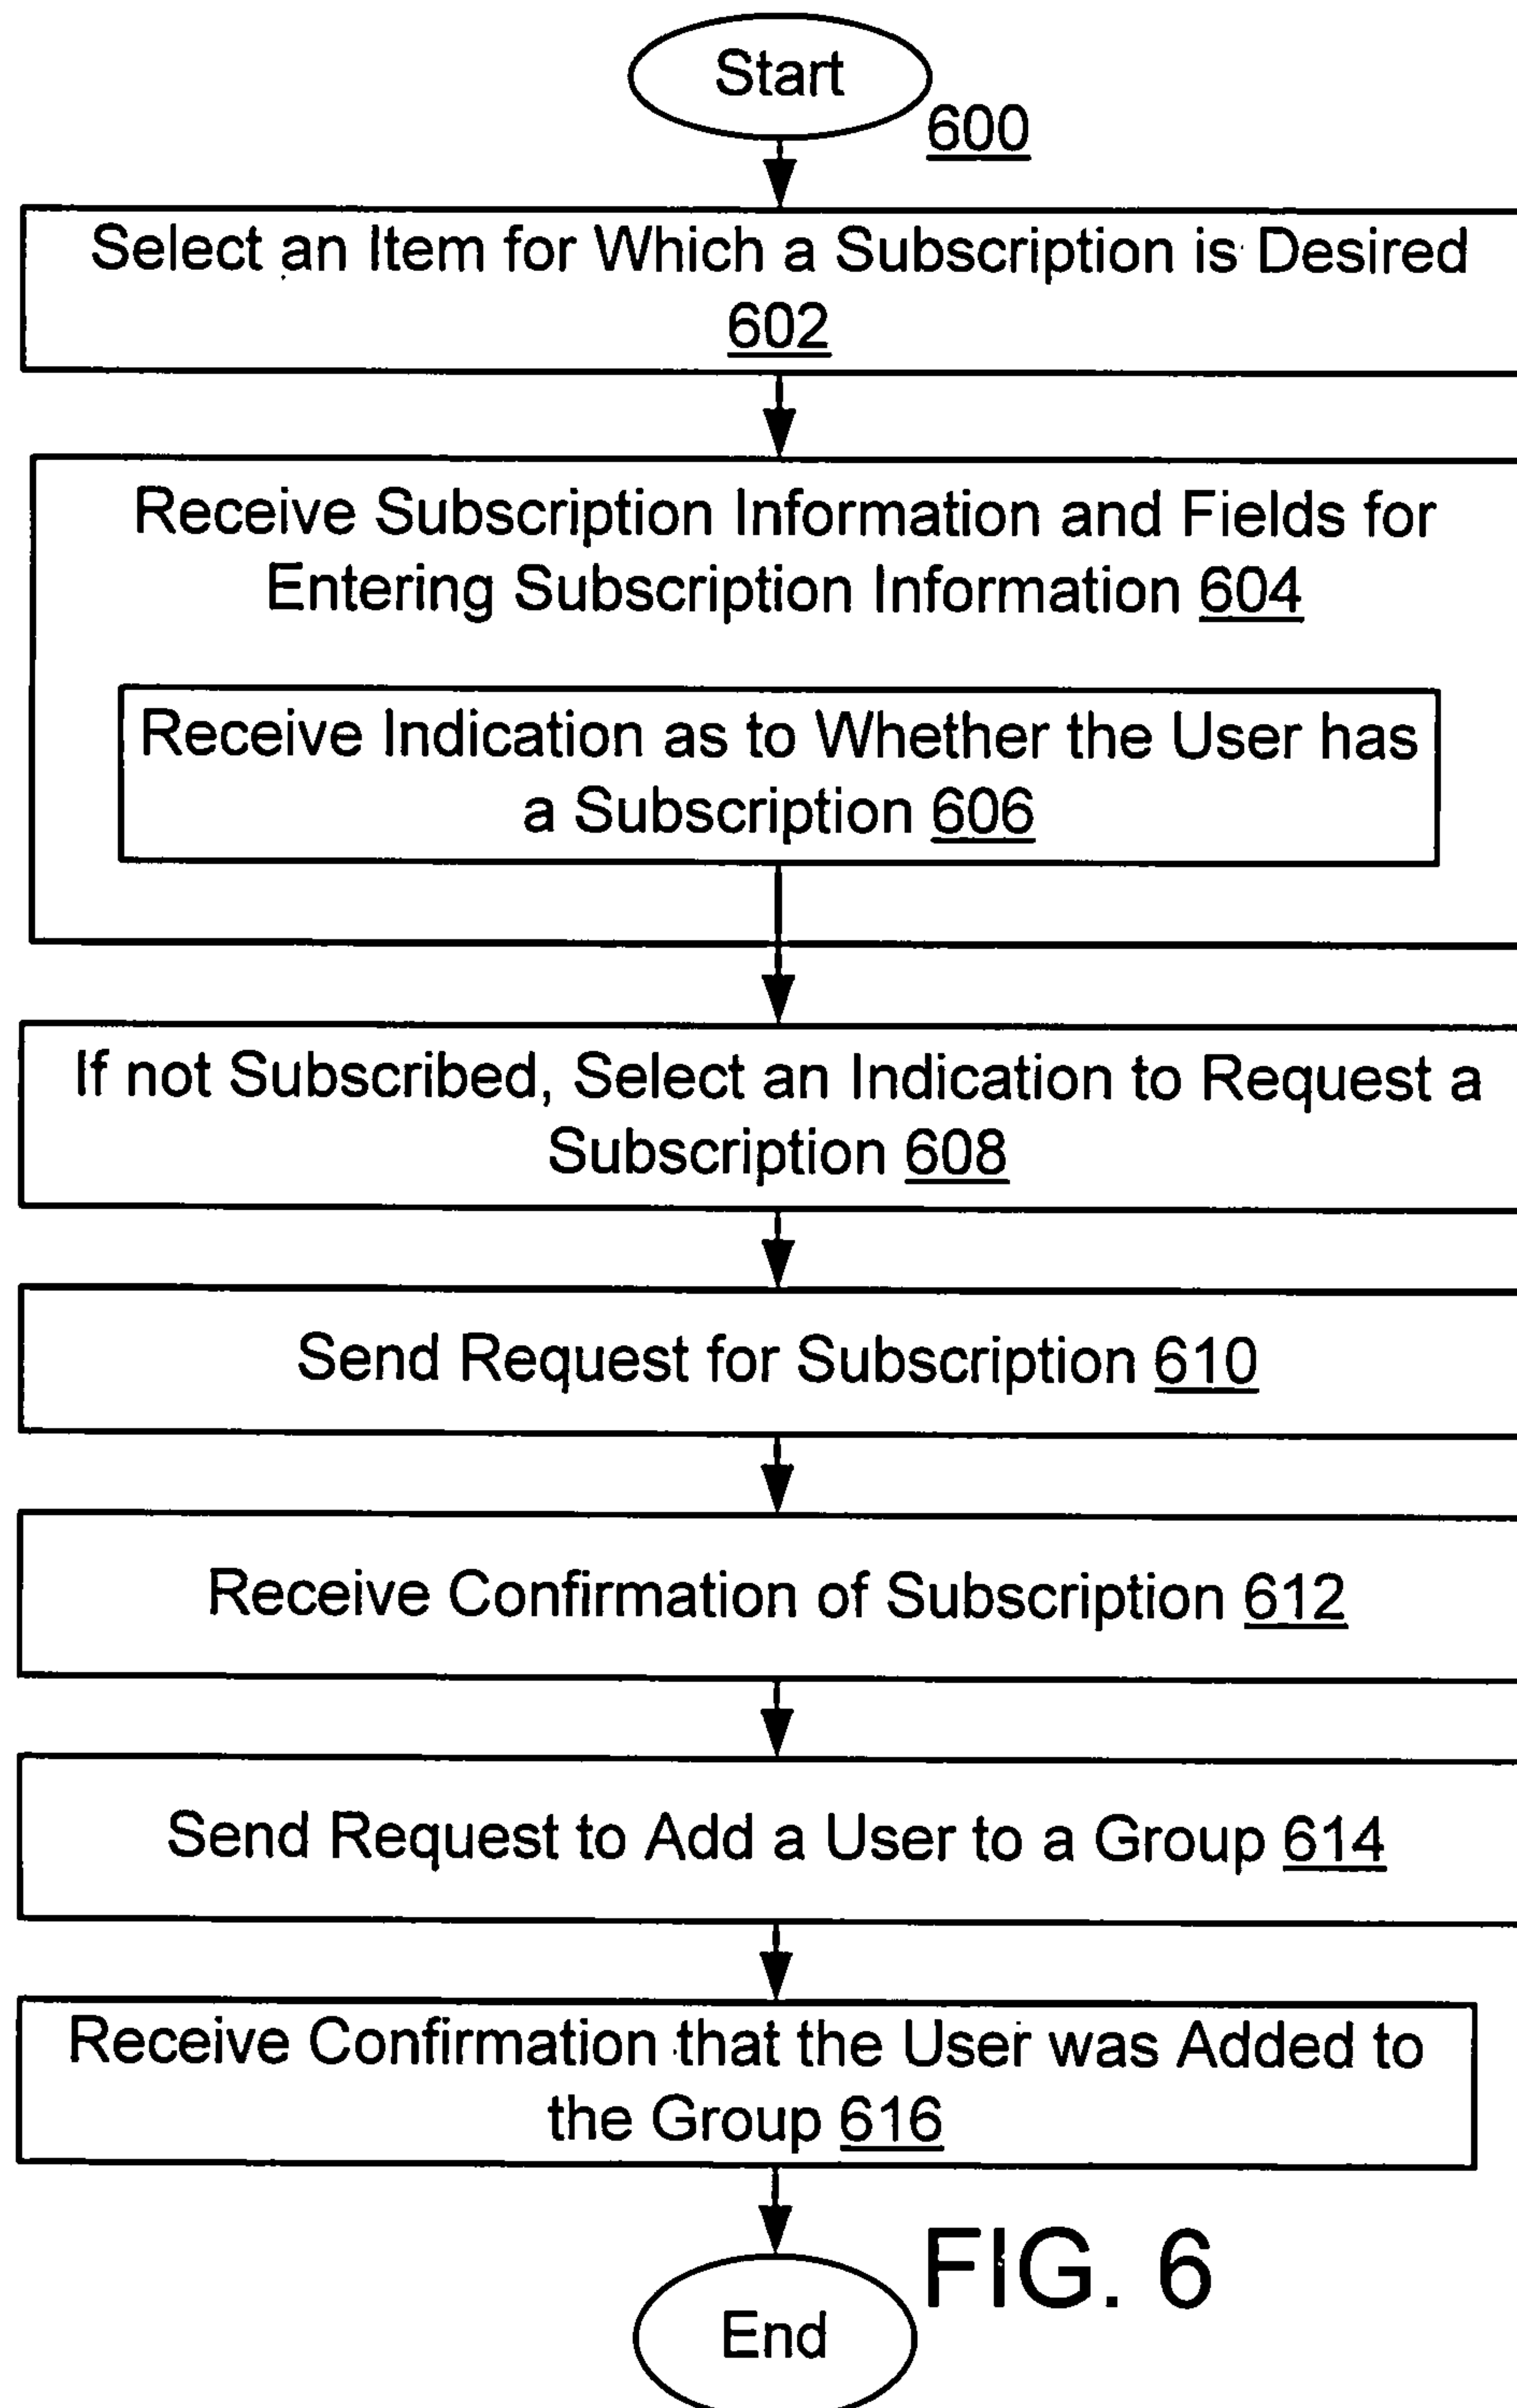 Start
600
Select an Item for Which a Subscription is Desired
602
Receive Subscription Information and Fields for
Entering Subscription Information 604
Receive Indication as to Whether the User has
a Subscription 606
If not Subscribed, Select an Indication to Request a
Subscription 608
Send Request for Subscription 610
Receive Confirmation of Subscription 612
Send Request to Add a User to a Group 614
Receive Confirmation that the User was Added to
the Group 616
FIG. 6
End